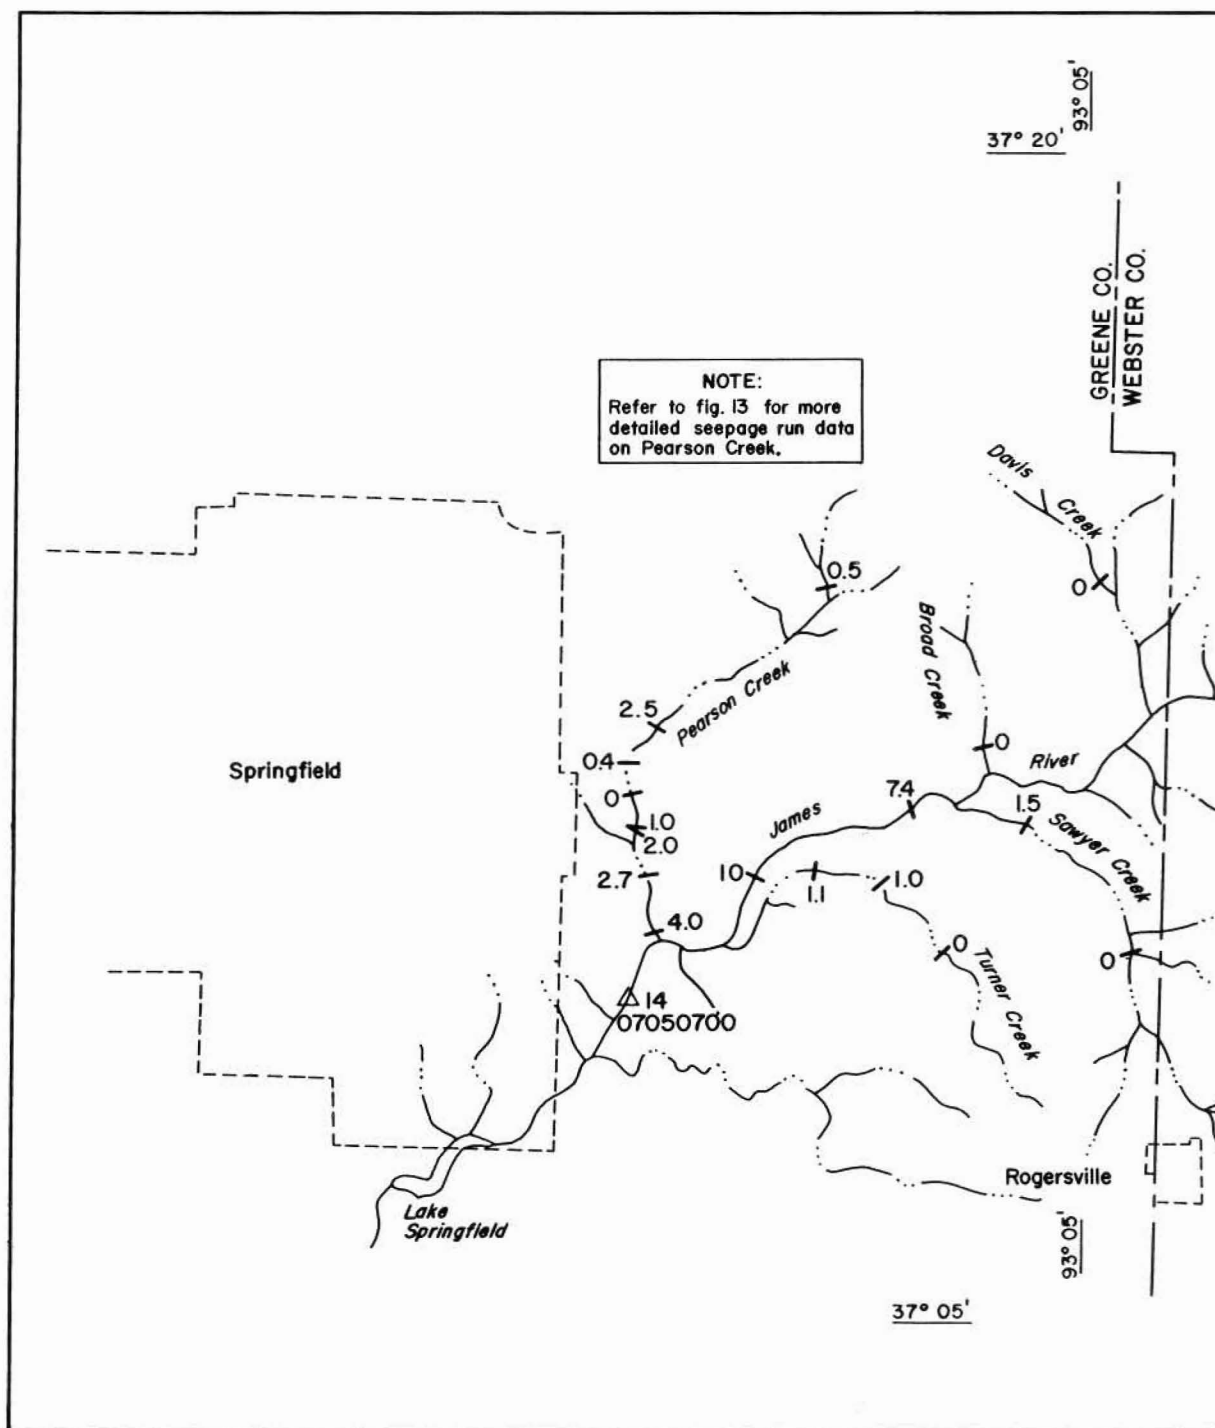 93° 05'
37° 20'
GREENE CO.
WEBSTER CO.
NOTE:
Refer to fig. 13 for more
detailed seepage run data
on Pearson Creek.
Davis
Creek
0
0.5
Broad Creek
Pearson Creek
2.5
0.4
0
1.0
2.0
2.7
4.0
Springfield
0
River
7.4
James
1.5
Sawyer Creek
10
1.1
1.0
0
Turner Creek
0
14
07050700
Rogersville
Lake
Springfield
93° 05'
37° 05'